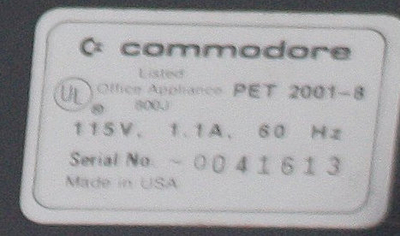 commodore
Listed
UL Office Appliance PET 2001-8
® 800J
115V. 1.1A. 60 Hz
Serial No. ~0041613
Made in USA